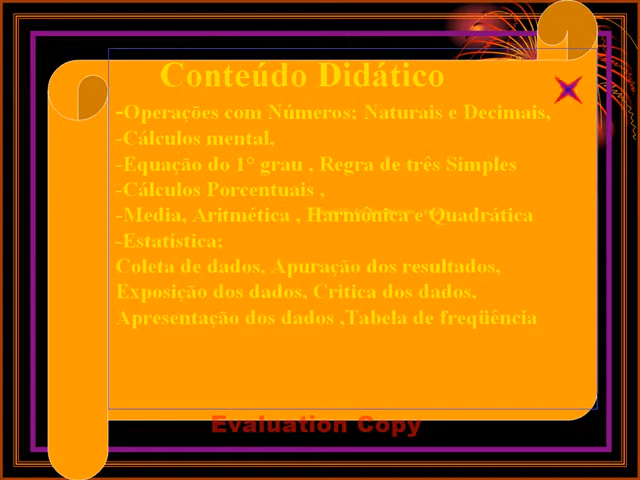 Conteúdo Didático
-Operações com Números; Naturais e Decimais,
-Cálculos mental,
-Equação do 1° grau , Regra de três Simples
-Cálculos Porcentuais ,
-Media, Aritmética , Harmônica e Quadrática
-Estatística;
Coleta de dados, Apuração dos resultados,
Exposição dos dados, Critica dos dados,
Apresentação dos dados ,Tabela de freqüência
Evaluation Copy